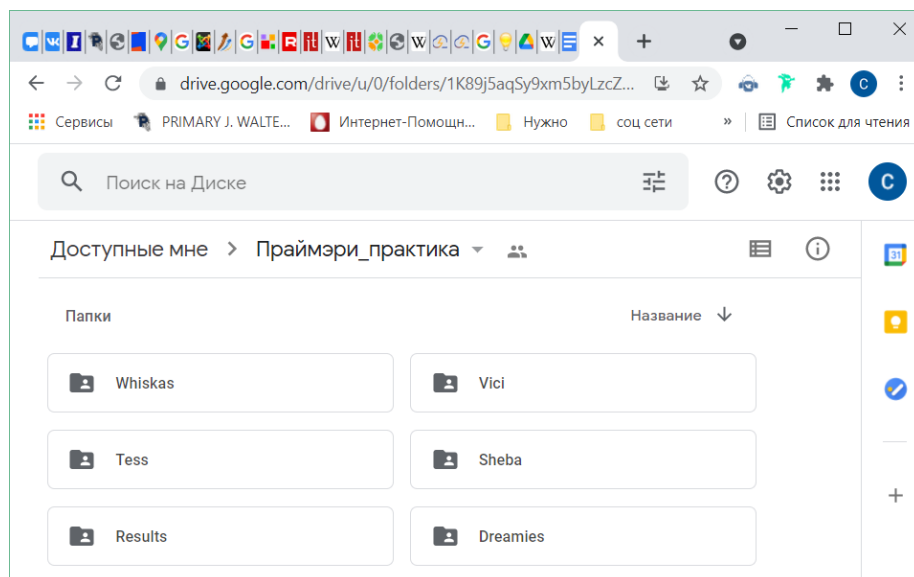 drive.google.com/drive/u/0/folders/1K89j5aqSy9xm5byLzcZ...
C
Сервисы PRIMARY J. WALTE... Интернет-Помощн... Нужно соц сети » Список для чтения
Поиск на Диске
C
Доступные мне > Праймэри_практика
31
Папки Название
Whiskas Vici
Tess Sheba
Results Dreamies